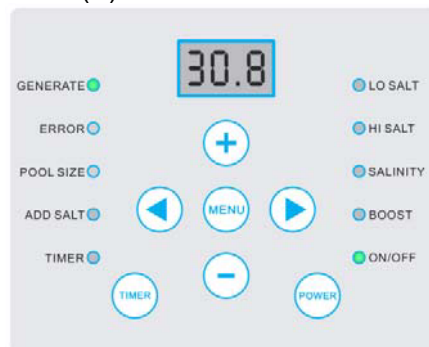 30.8
GENERATE
LO SALT
ERROR
HI SALT
+
POOL SIZE
SALINITY
MENU
ADD SALT
BOOST
TIMER
ON/OFF
−
TIMER
POWER